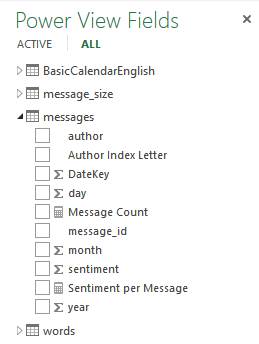 Power View Fields
ACTIVE ALL
BasicCalendarEnglish
message_size
messages
author
Author Index Letter
DateKey
day
Message Count
message_id
month
sentiment
Sentiment per Message
year
words